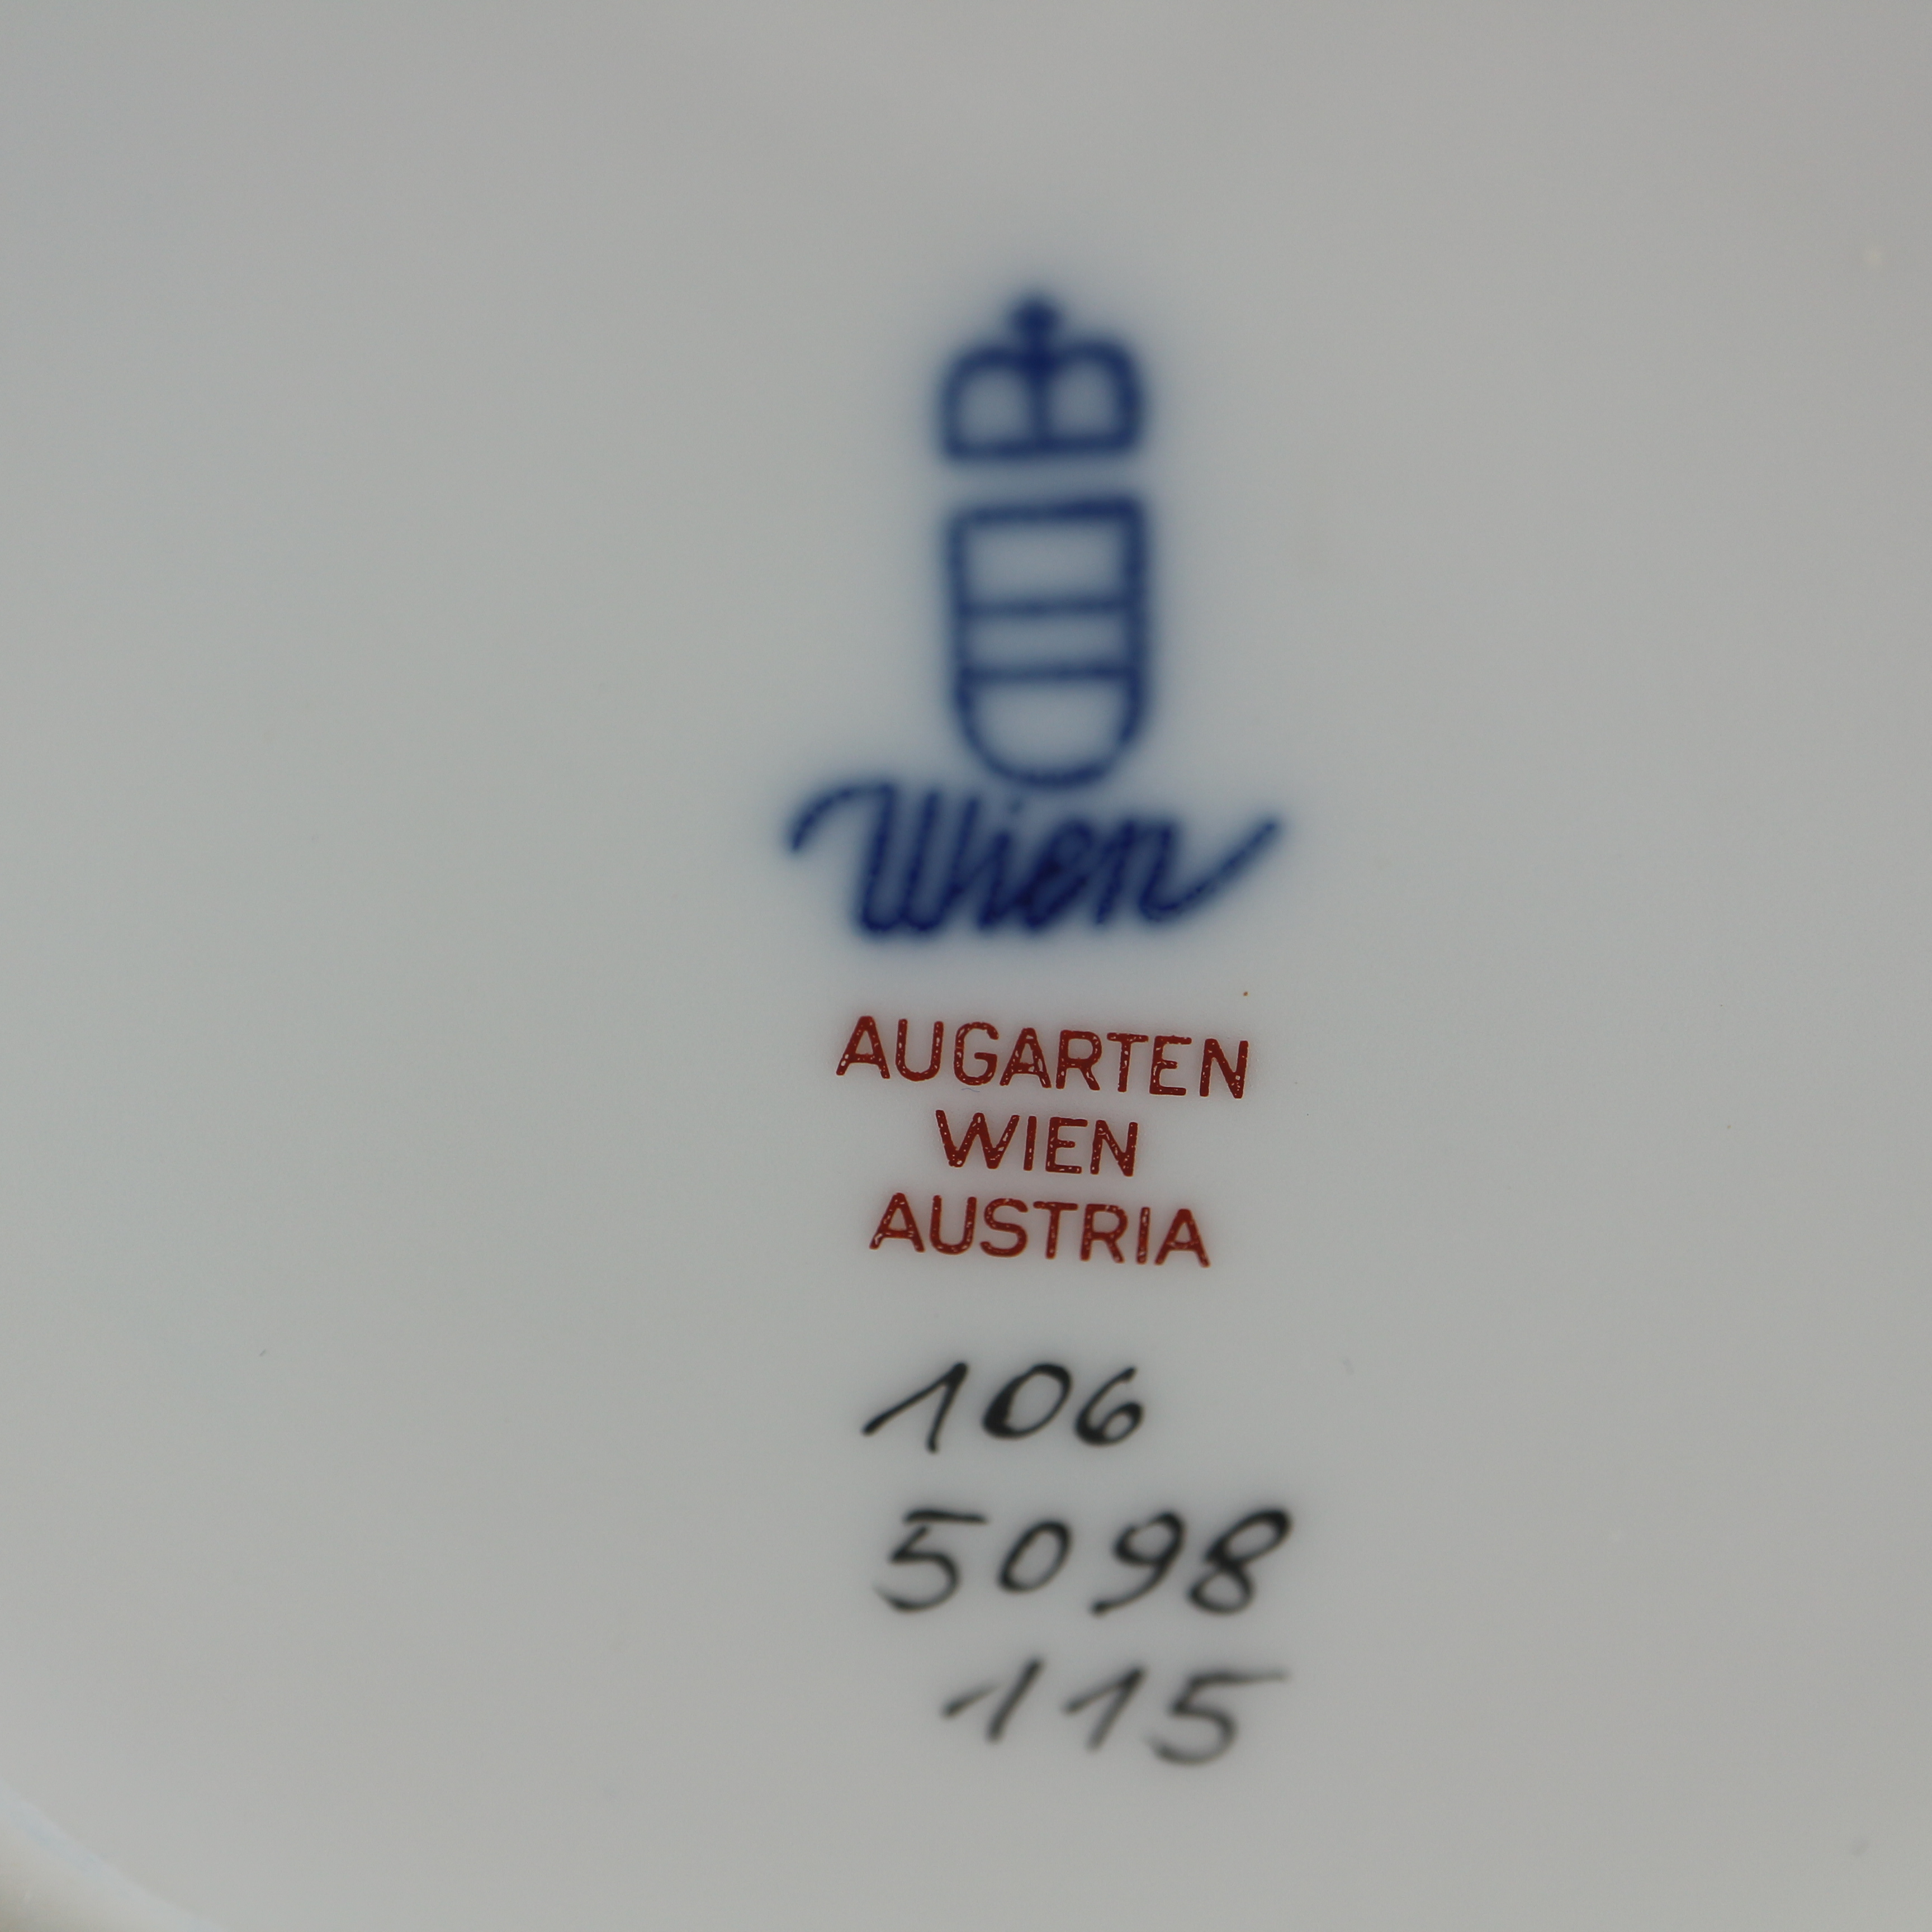 Wien
AUGARTEN
WIEN
AUSTRIA
106
5098
115